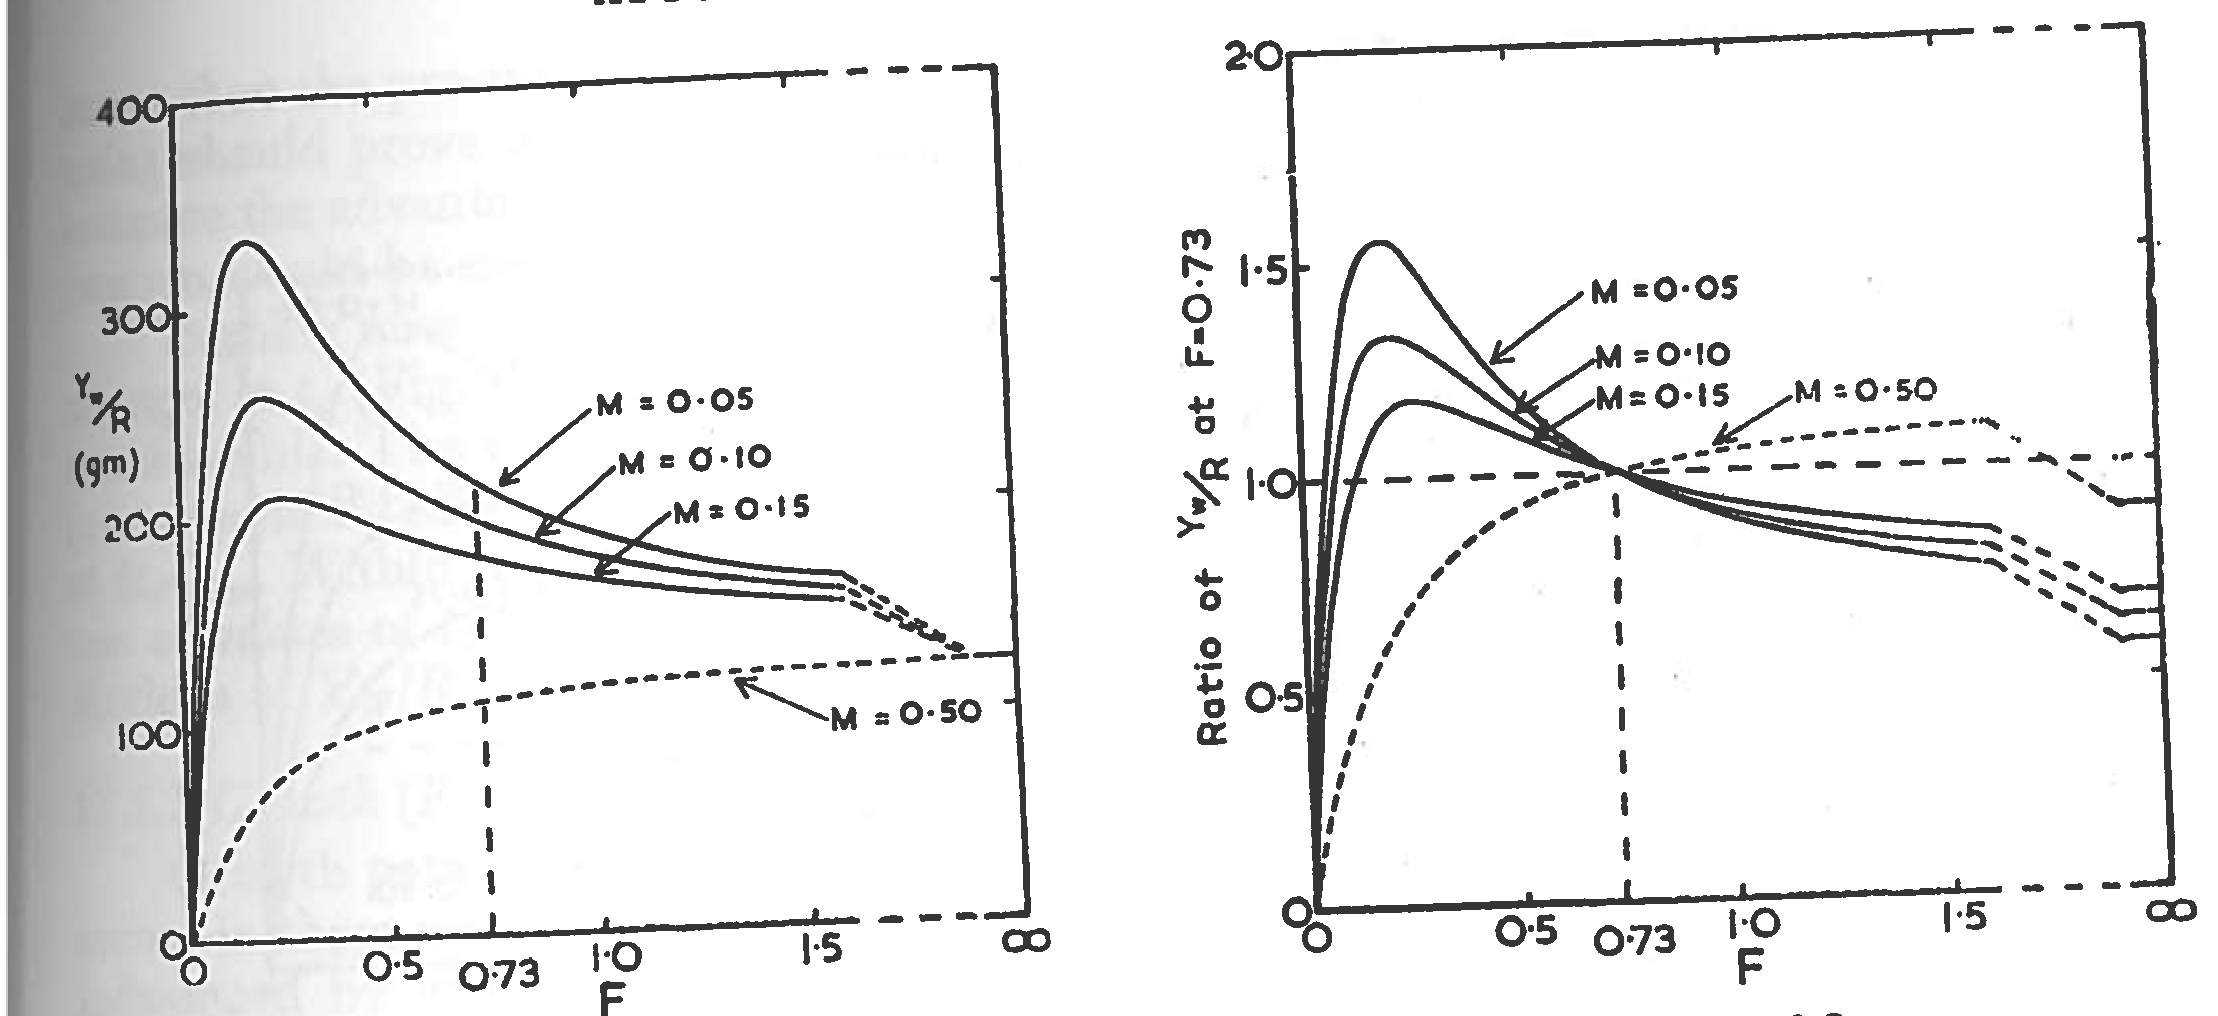 400
300
Yw/R
(gm)
200
100
0
0
0·5
0·73
1·0
1·5
∞
F
M = 0·05
M = 0·10
M = 0·15
M = 0·50
Ratio of Yw/R at F=0·73
2·0
1·5
1·0
0·5
0
0
0·5
0·73
1·0
1·5
∞
F
M = 0·05
M = 0·10
M = 0·15
M = 0·50